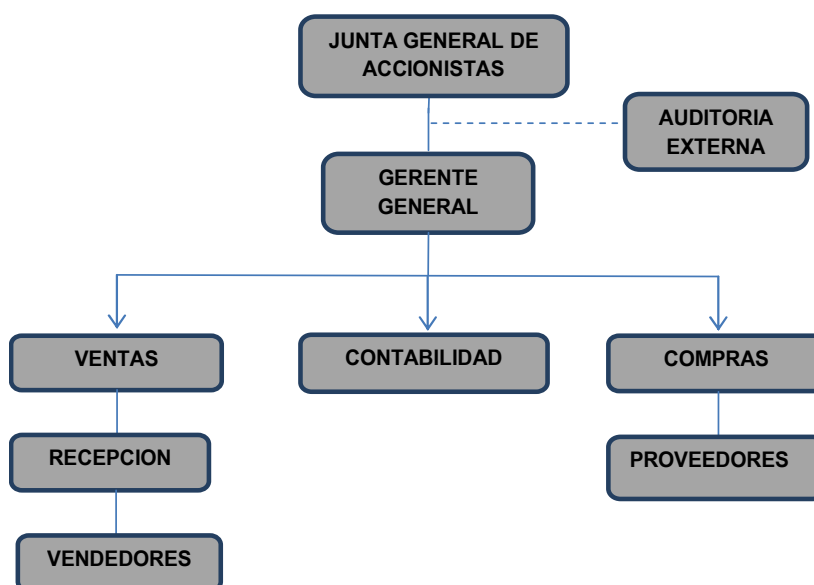 JUNTA GENERAL DE
ACCIONISTAS
AUDITORIA
EXTERNA
GERENTE
GENERAL
VENTAS
CONTABILIDAD
COMPRAS
RECEPCION
PROVEEDORES
VENDEDORES